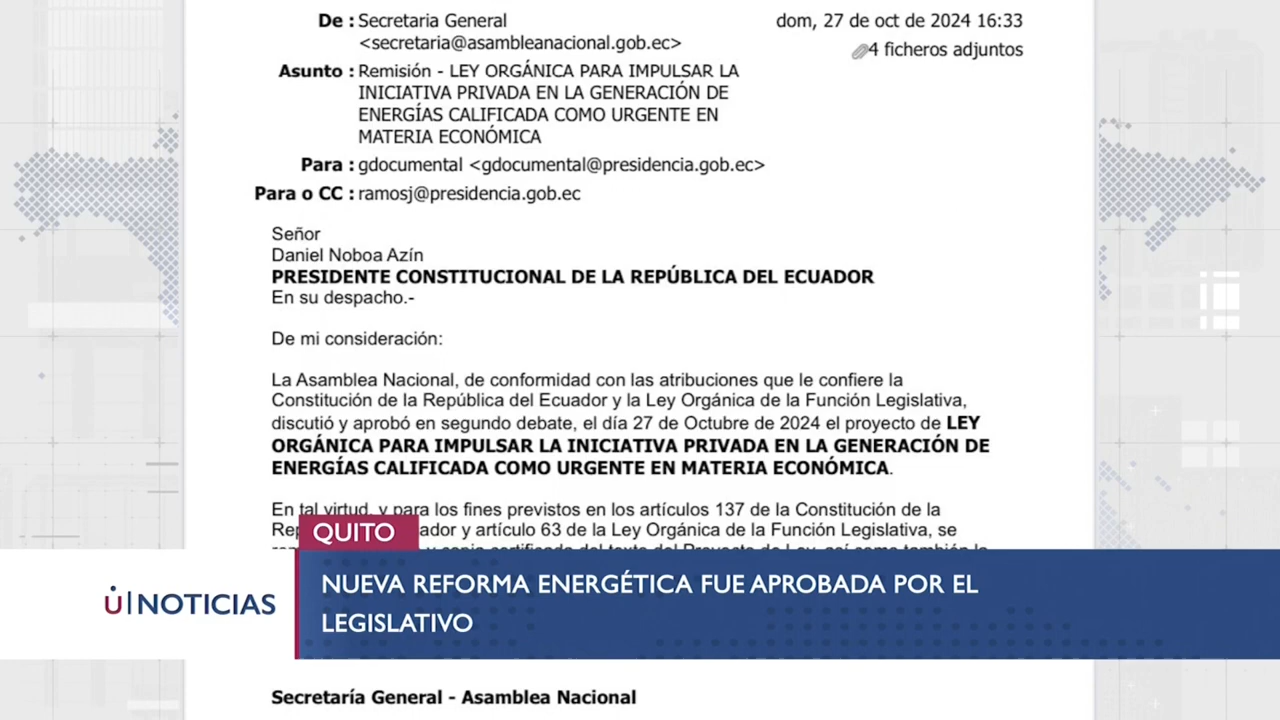 De : Secretaria General
<secretaria@asambleanacional.gob.ec>
dom, 27 de oct de 2024 16:33
4 ficheros adjuntos
Asunto : Remisión - LEY ORGÁNICA PARA IMPULSAR LA
INICIATIVA PRIVADA EN LA GENERACIÓN DE
ENERGÍAS CALIFICADA COMO URGENTE EN
MATERIA ECONÓMICA
Para : gdocumental <gdocumental@presidencia.gob.ec>
Para o CC : ramosj@presidencia.gob.ec
Señor
Daniel Noboa Azín
PRESIDENTE CONSTITUCIONAL DE LA REPÚBLICA DEL ECUADOR
En su despacho.-
De mi consideración:
La Asamblea Nacional, de conformidad con las atribuciones que le confiere la
Constitución de la República del Ecuador y la Ley Orgánica de la Función Legislativa,
discutió y aprobó en segundo debate, el día 27 de Octubre de 2024 el proyecto de LEY
ORGÁNICA PARA IMPULSAR LA INICIATIVA PRIVADA EN LA GENERACIÓN DE
ENERGÍAS CALIFICADA COMO URGENTE EN MATERIA ECONÓMICA.
En tal virtud, y para los fines previstos en los artículos 137 de la Constitución de la
ador y artículo 63 de la Ley Orgánica de la Función Legislativa, se
QUITO
NUEVA REFORMA ENERGÉTICA FUE APROBADA POR EL
LEGISLATIVO
U|NOTICIAS
Secretaría General - Asamblea Nacional